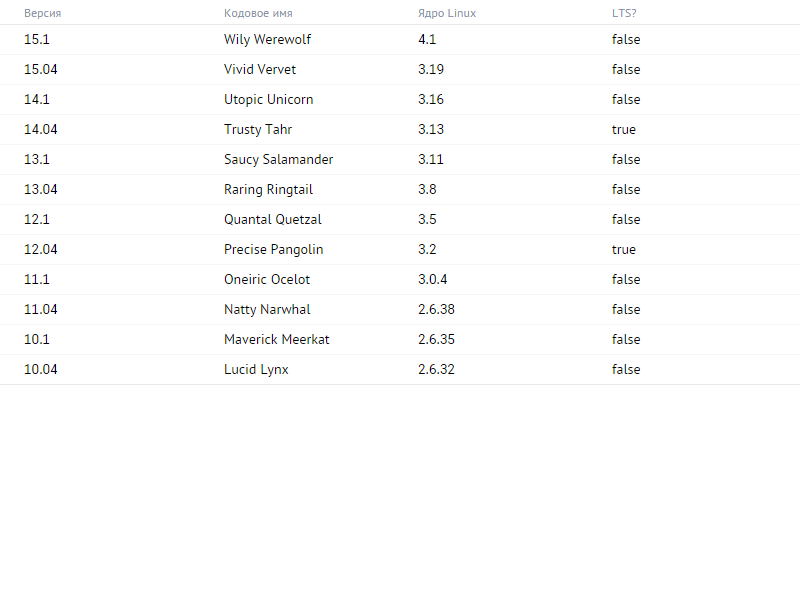 Версия Кодовое имя Ядро Linux LTS?
15.1 Wily Werewolf 4.1 false
15.04 Vivid Vervet 3.19 false
14.1 Utopic Unicorn 3.16 false
14.04 Trusty Tahr 3.13 true
13.1 Saucy Salamander 3.11 false
13.04 Raring Ringtail 3.8 false
12.1 Quantal Quetzal 3.5 false
12.04 Precise Pangolin 3.2 true
11.1 Oneiric Ocelot 3.0.4 false
11.04 Natty Narwhal 2.6.38 false
10.1 Maverick Meerkat 2.6.35 false
10.04 Lucid Lynx 2.6.32 false